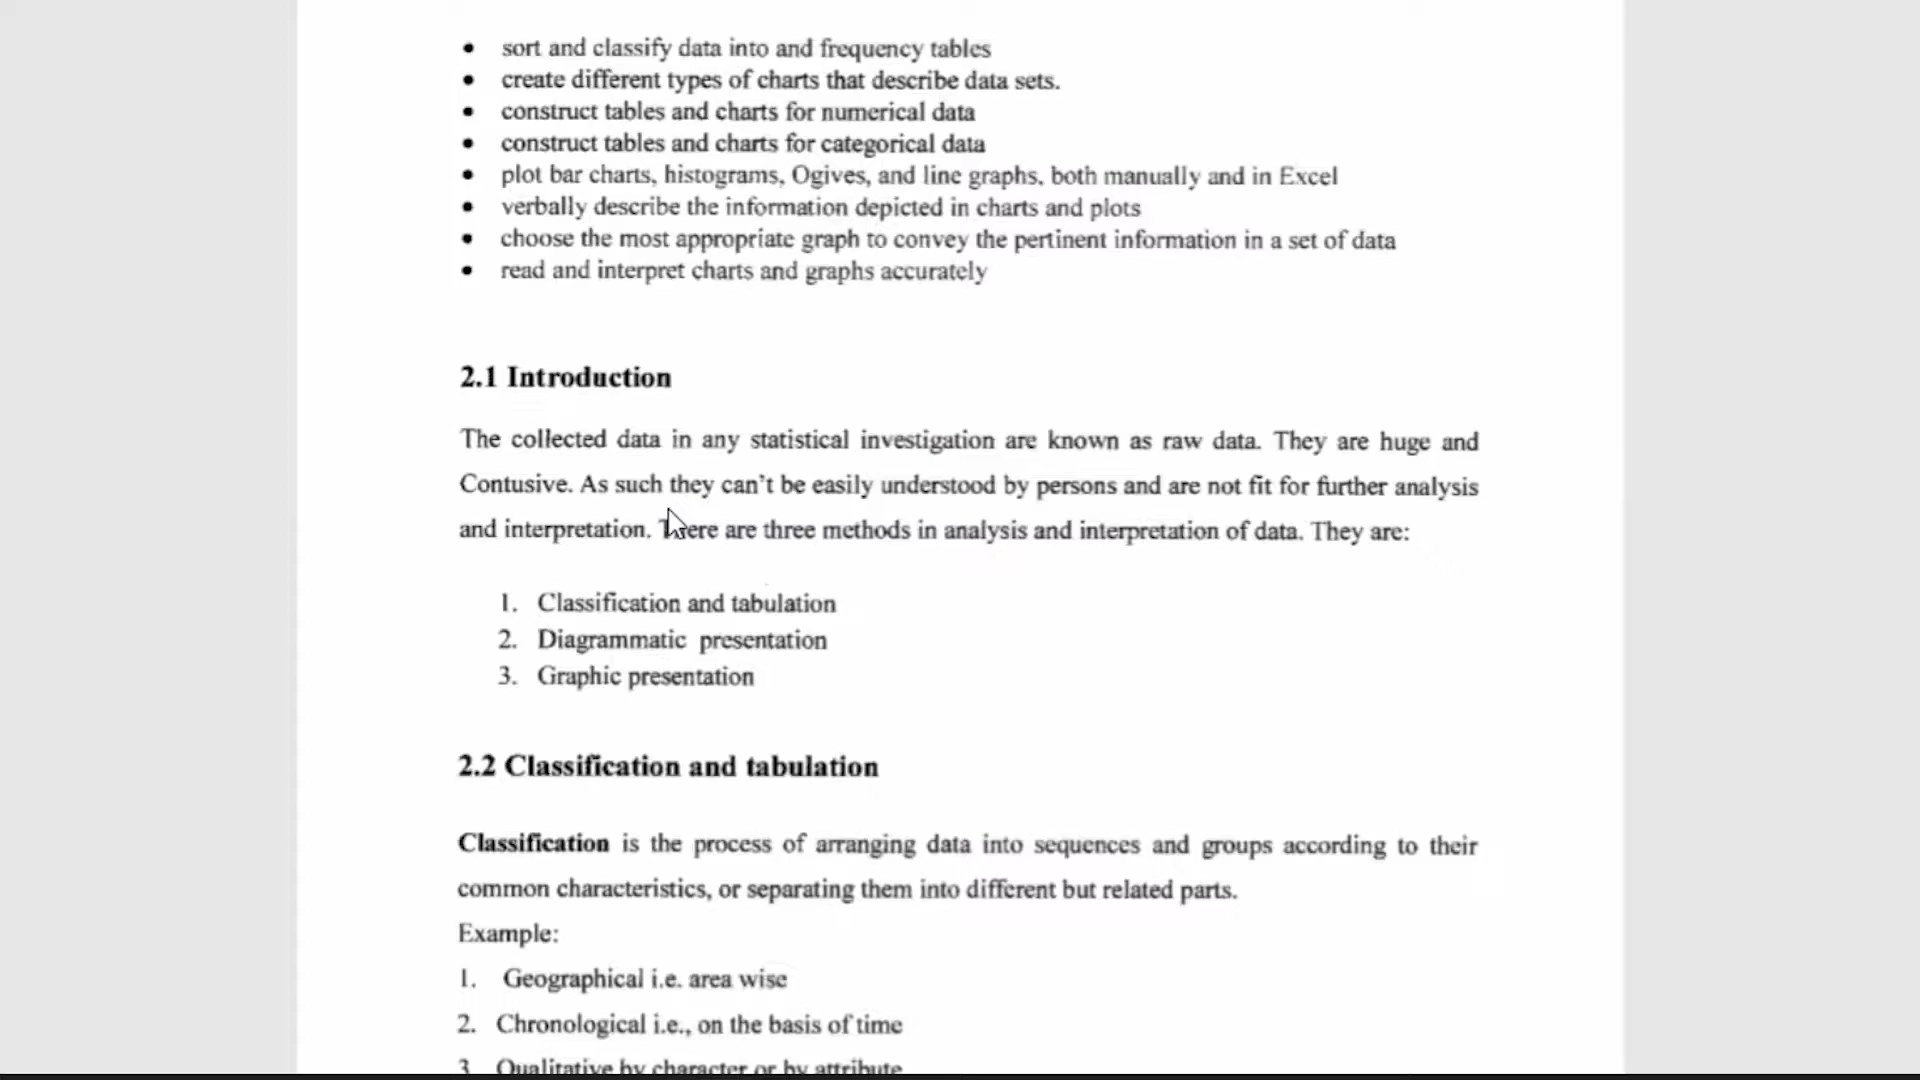 • sort and classify data into and frequency tables
• create different types of charts that describe data sets.
• construct tables and charts for numerical data
• construct tables and charts for categorical data
• plot bar charts, histograms, Ogives, and line graphs, both manually and in Excel
• verbally describe the information depicted in charts and plots
• choose the most appropriate graph to convey the pertinent information in a set of data
• read and interpret charts and graphs accurately
2.1 Introduction
The collected data in any statistical investigation are known as raw data. They are huge and
Contusive. As such they can't be easily understood by persons and are not fit for further analysis
and interpretation. There are three methods in analysis and interpretation of data. They are:
1. Classification and tabulation
2. Diagrammatic presentation
3. Graphic presentation
2.2 Classification and tabulation
Classification is the process of arranging data into sequences and groups according to their
common characteristics, or separating them into different but related parts.
Example:
1. Geographical i.e. area wise
2. Chronological i.e., on the basis of time
3. Qualitative by character or by attribute